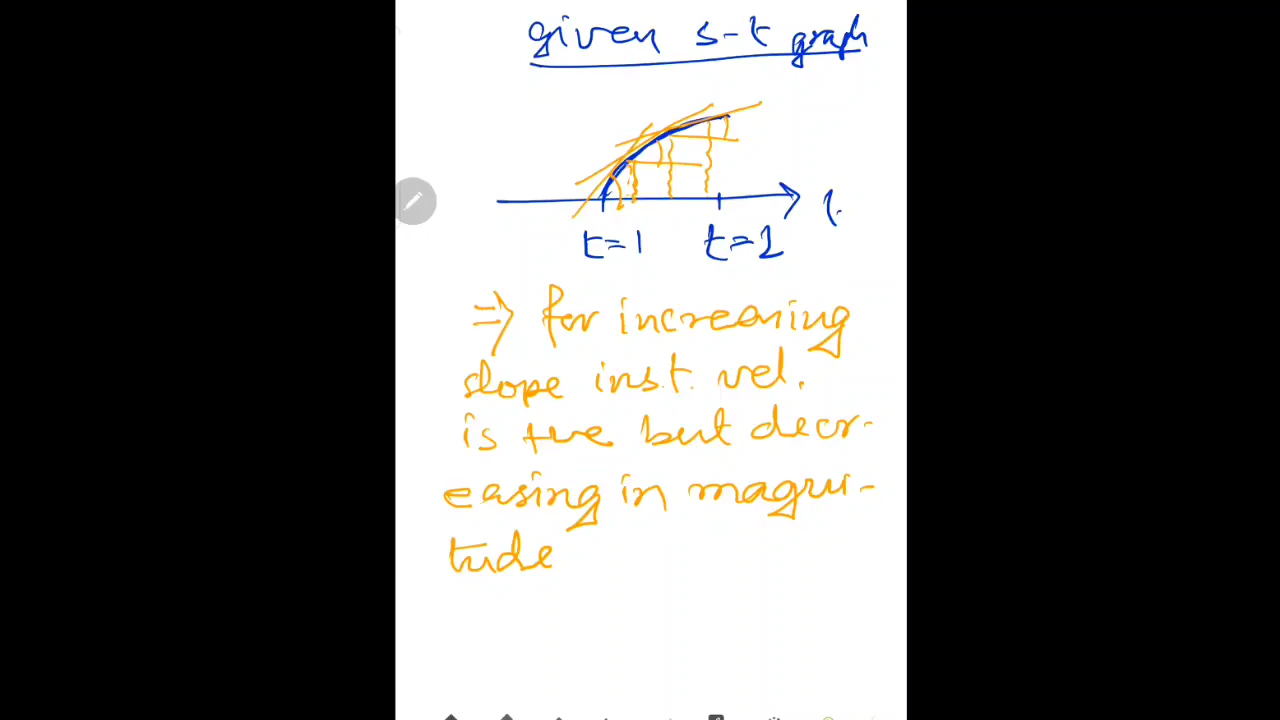 given s-t graph
t=1 t=2
⇒ for increasing
slope inst. vel.
is +ve but decr-
easing in magni-
tude